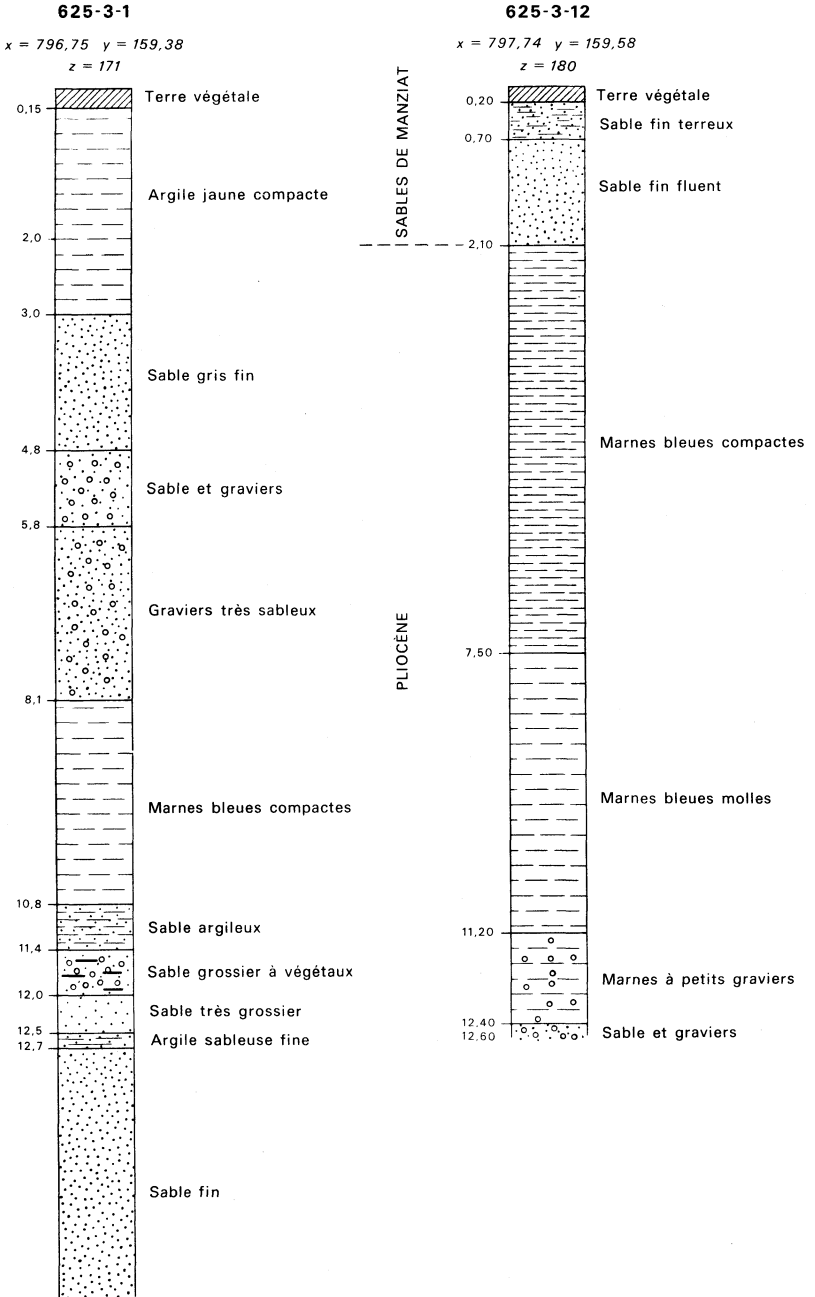 625-3-1
x = 796,75 y = 159,38
z = 171
Terre végétale
0,15
Argile jaune compacte
2,0
3,0
Sable gris fin
4,8
Sable et graviers
5,8
Graviers très sableux
8,1
Marnes bleues compactes
10,8
Sable argileux
11,4
Sable grossier à végétaux
12,0
Sable très grossier
12,5
Argile sableuse fine
12,7
Sable fin
SABLES DE MANZIAT
PLIOCÈNE
625-3-12
x = 797,74 y = 159,58
z = 180
Terre végétale
0,20
Sable fin terreux
0,70
Sable fin fluent
2,10
Marnes bleues compactes
7,50
Marnes bleues molles
11,20
Marnes à petits graviers
12,40
Sable et graviers
12,60